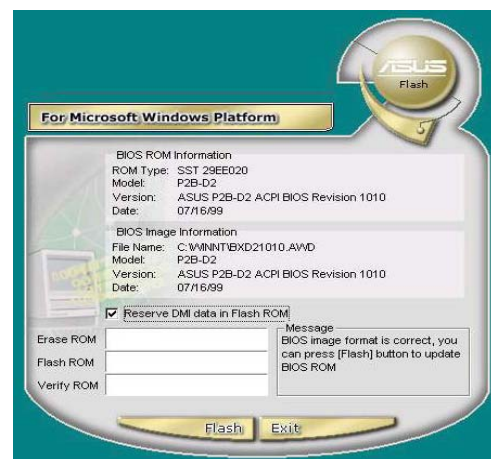 ASUS
Flash
For Microsoft Windows Platform
BIOS ROM Information
ROM Type: SST 29EE020
Model: P2B-D2
Version: ASUS P2B-D2 ACPI BIOS Revision 1010
Date: 07/16/99
BIOS Image Information
File Name: C:\WINNT\BXD21010.AWD
Model: P2B-D2
Version: ASUS P2B-D2 ACPI BIOS Revision 1010
Date: 07/16/99
Reserve DMI data in Flash ROM
Erase ROM
Flash ROM
Verify ROM
Message
BIOS image format is correct, you
can press [Flash] button to update
BIOS ROM
Flash
Exit